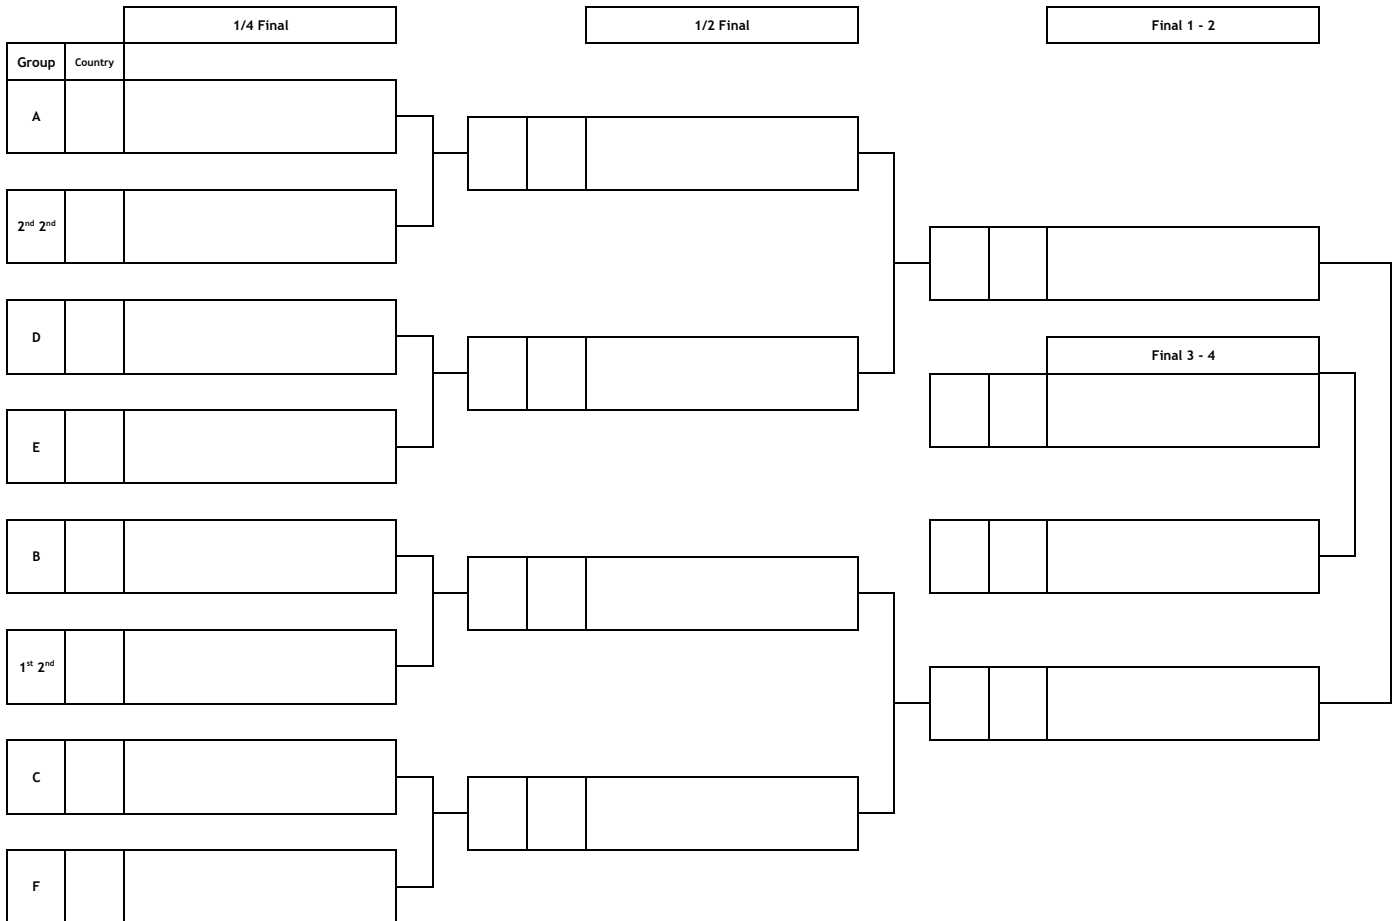 1/4 Final
1/2 Final
Final 1 - 2
Group
Country
A
2nd 2nd
D
Final 3 - 4
E
B
1st 2nd
C
F